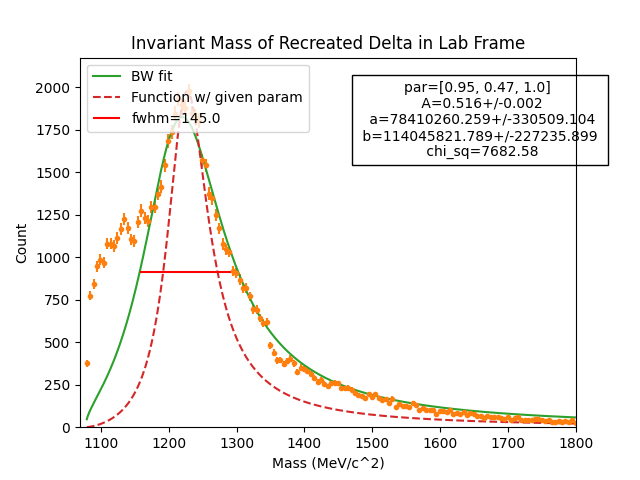 Invariant Mass of Recreated Delta in Lab Frame
BW fit
Function w/ given param
fwhm=145.0
par=[0.95, 0.47, 1.0]
A=0.516+/-0.002
a=78410260.259+/-330509.104
b=114045821.789+/-227235.899
chi_sq=7682.58
Count
2000
1750
1500
1250
1000
750
500
250
0
1100 1200 1300 1400 1500 1600 1700 1800
Mass (MeV/c^2)